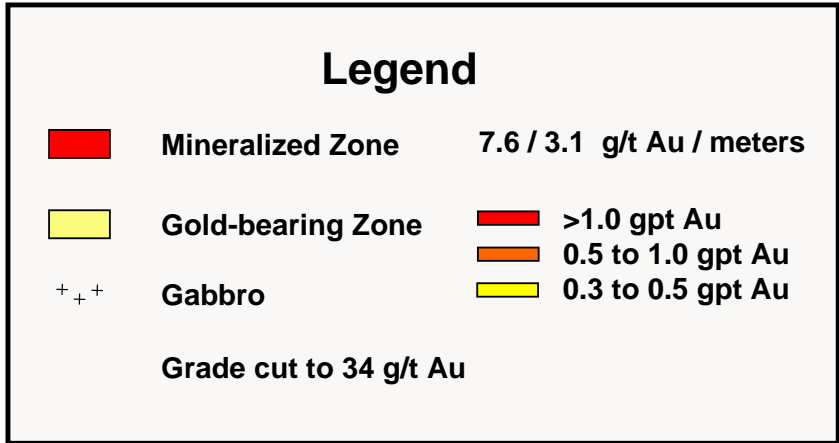 Legend
Mineralized Zone
7.6 / 3.1 g/t Au / meters
Gold-bearing Zone
>1.0 gpt Au
0.5 to 1.0 gpt Au
0.3 to 0.5 gpt Au
Gabbro
Grade cut to 34 g/t Au